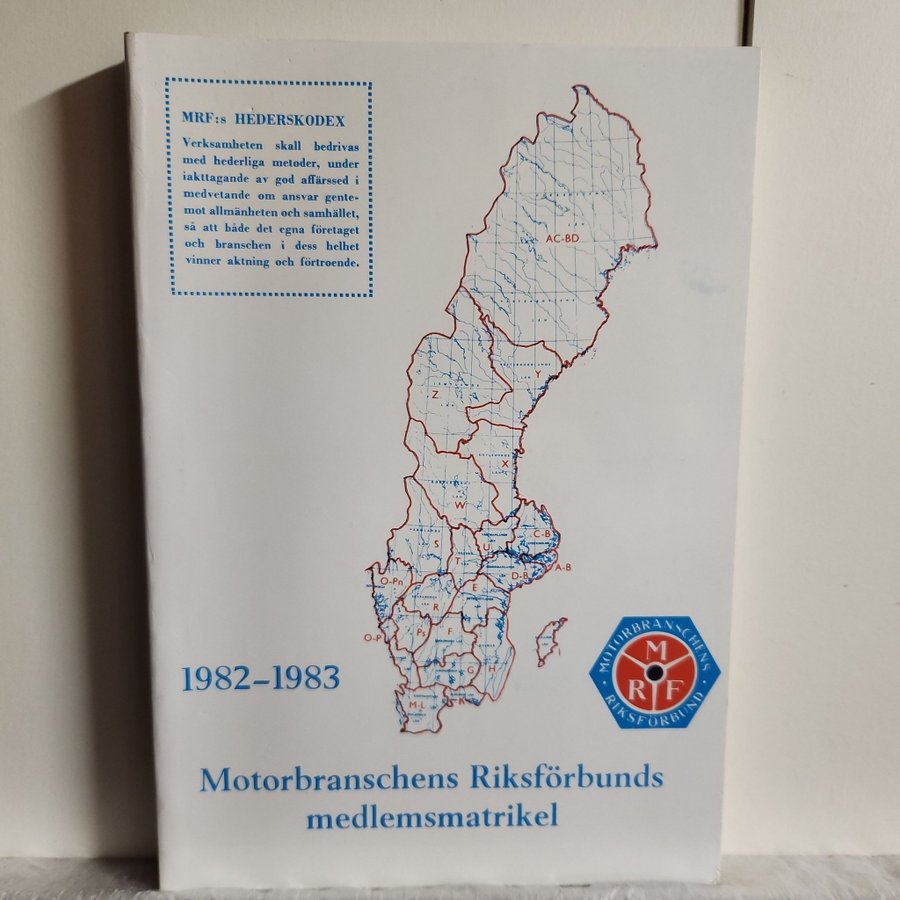 MRF:s HEDERSKODEX
Verksamheten skall bedrivas
med hederliga metoder, under
iakttagande av god affärssed i
medvetande om ansvar gente-
mot allmänheten och samhället,
så att både det egna företaget
och branschen i dess helhet
vinner aktning och förtroende.
AC-BD
Y
Z
X
W
S
T
U
C-B
A-B
D-B
O-Pn
E
R
O-P
Ps
F
G
H
M-L
K
1982-1983
MOTORBRANSCHENS
M
R F
RIKSFÖRBUND
Motorbranschens Riksförbunds
medlemsmatrikel